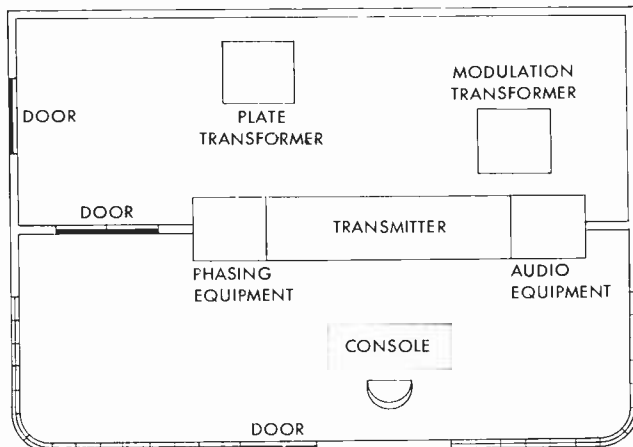 MODULATION
TRANSFORMER
DOOR
PLATE
TRANSFORMER
DOOR
TRANSMITTER
PHASING
EQUIPMENT
AUDIO
EQUIPMENT
CONSOLE
DOOR